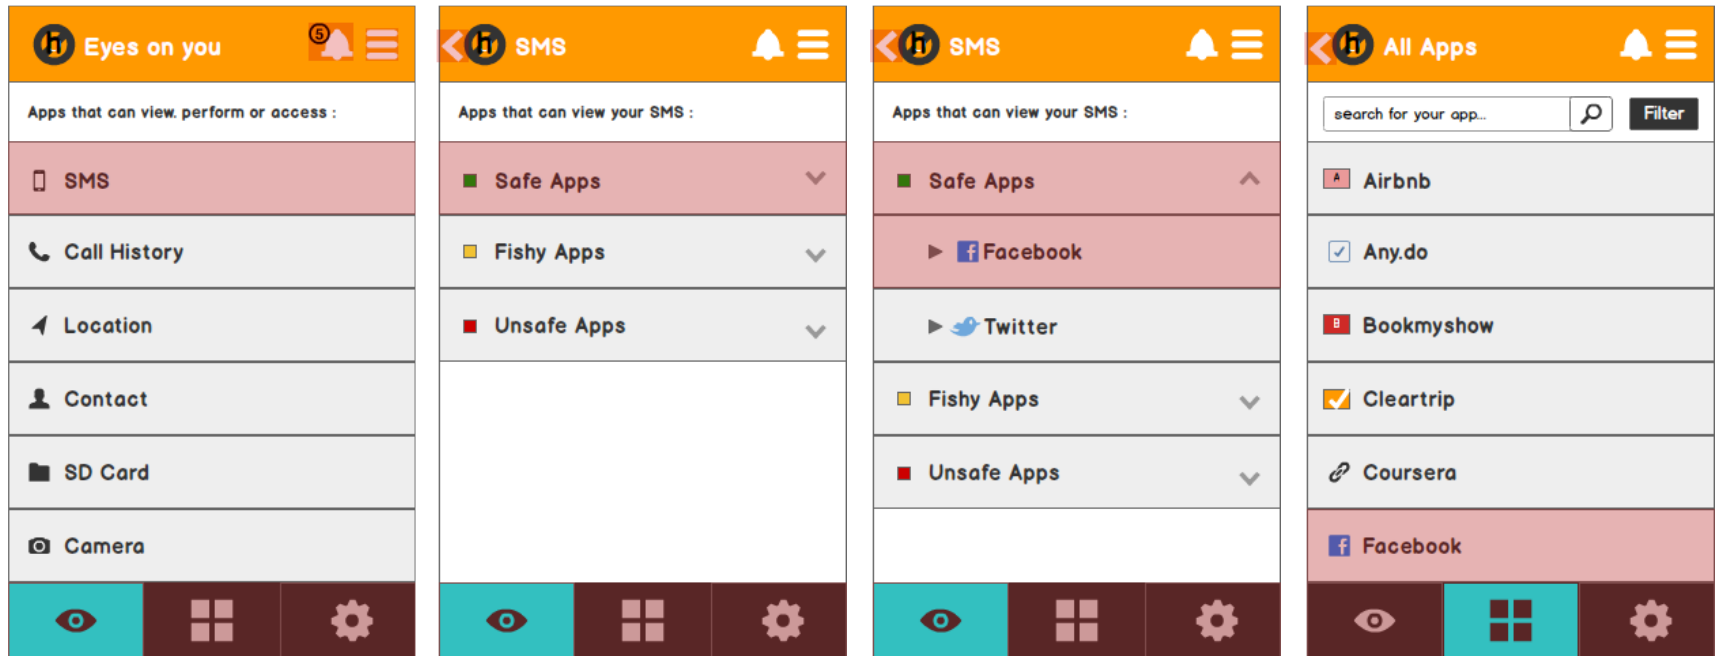 h Eyes on you 5
Apps that can view. perform or access :
SMS
Call History
Location
Contact
SD Card
Camera
h SMS
Apps that can view your SMS :
Safe Apps
Fishy Apps
Unsafe Apps
h SMS
Apps that can view your SMS :
Safe Apps
f Facebook
Twitter
Fishy Apps
Unsafe Apps
h All Apps
search for your app... Filter
A Airbnb
Any.do
B Bookmyshow
Cleartrip
Coursera
f Facebook